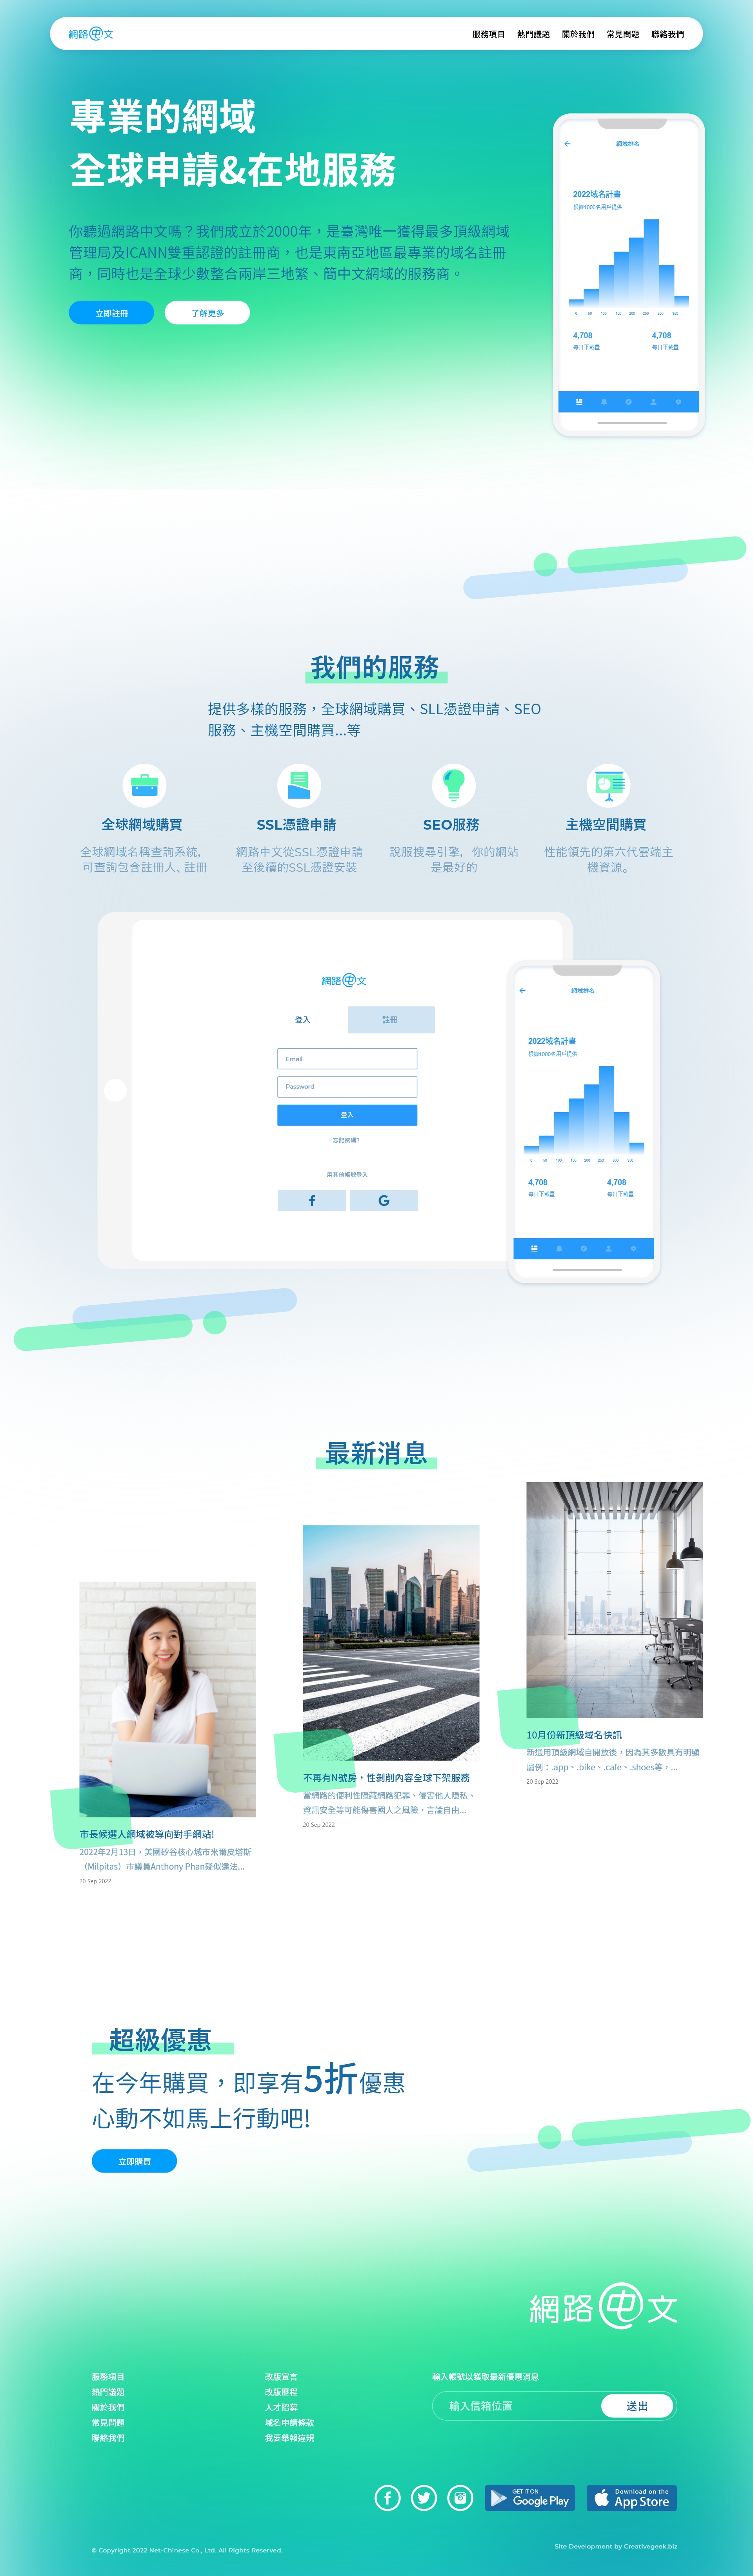 網路中文
服務項目 熱門議題 關於我們 常見問題 聯絡我們
專業的網域
全球申請&在地服務
你聽過網路中文嗎？我們成立於2000年，是臺灣唯一獲得最多頂級網域
管理局及ICANN雙重認證的註冊商，也是東南亞地區最專業的域名註冊
商，同時也是全球少數整合兩岸三地繁、簡中文網域的服務商。
立即註冊 了解更多
網域排名
2022域名計畫
根據1000名用戶提供
0 50 100 150 200 250 300 350
4,708 4,708
每日下載量 每日下載量
我們的服務
提供多樣的服務，全球網域購買、SLL憑證申請、SEO
服務、主機空間購買...等
全球網域購買 SSL憑證申請 SEO服務 主機空間購買
全球網域名稱查詢系統， 網路中文從SSL憑證申請 說服搜尋引擎，你的網站 性能領先的第六代雲端主
可查詢包含註冊人、註冊 至後續的SSL憑證安裝 是最好的 機資源。
網路中文
登入 註冊
Email
Password
登入
忘記密碼?
用其他帳號登入
網域排名
2022域名計畫
根據1000名用戶提供
0 50 100 150 200 250 300 350
4,708 4,708
每日下載量 每日下載量
最新消息
市長候選人網域被導向對手網站!
2022年2月13日，美國矽谷核心城市米爾皮塔斯
（Milpitas）市議員Anthony Phan疑似違法...
20 Sep 2022
不再有N號房，性剝削內容全球下架服務
當網路的便利性隱藏網路犯罪、侵害他人隱私、
資訊安全等可能傷害國人之風險，言論自由...
20 Sep 2022
10月份新頂級域名快訊
新通用頂級網域自開放後，因為其多數具有明顯
屬例：.app、.bike、.cafe、.shoes等，...
20 Sep 2022
超級優惠
在今年購買，即享有5折優惠
心動不如馬上行動吧!
立即購買
網路中文
服務項目
熱門議題
關於我們
常見問題
聯絡我們
改版宣言
改版歷程
人才招募
域名申請條款
我要舉報違規
輸入帳號以獲取最新優惠消息
輸入信箱位置 送出
GET IT ON
Google Play
Download on the
App Store
© Copyright 2022 Net-Chinese Co., Ltd. All Rights Reserved.
Site Development by Creativegeek.biz